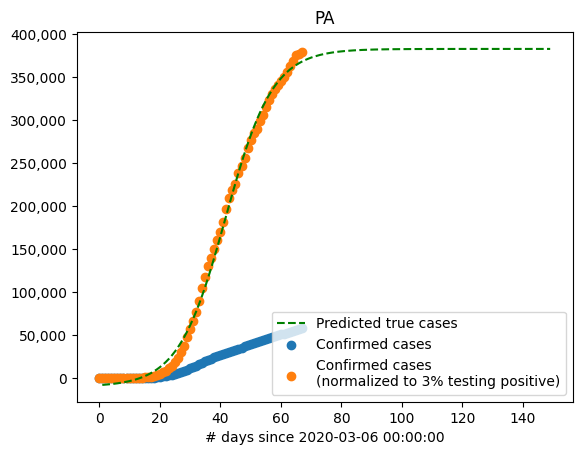 PA
400,000
350,000
300,000
250,000
200,000
150,000
100,000
50,000
0
0 20 40 60 80 100 120 140
# days since 2020-03-06 00:00:00
Predicted true cases
Confirmed cases
Confirmed cases
(normalized to 3% testing positive)